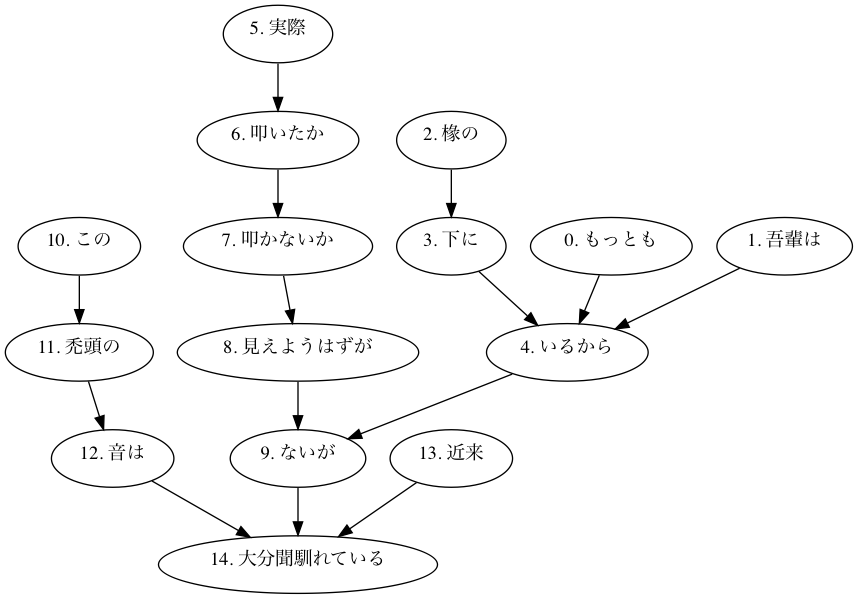 5. 実際
6. 叩いたか
2. 椽の
10. この
7. 叩かないか
3. 下に
0. もっとも
1. 吾輩は
11. 禿頭の
8. 見えようはずが
4. いるから
12. 音は
9. ないが
13. 近来
14. 大分聞馴れている